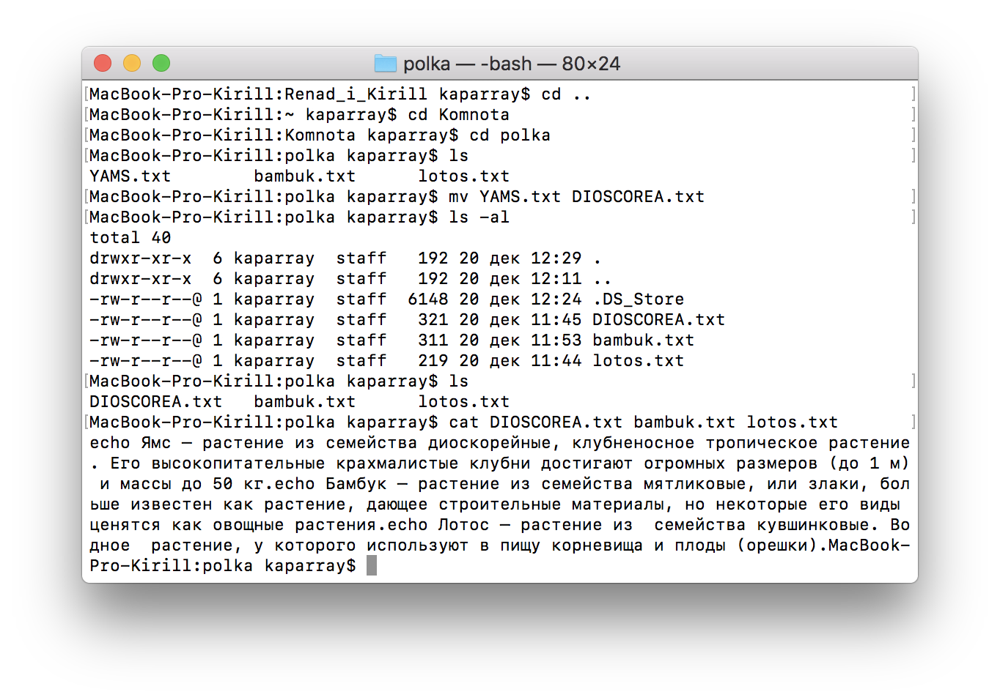 polka — -bash — 80×24
MacBook-Pro-Kirill:Renad_i_Kirill kaparray$ cd ..
MacBook-Pro-Kirill:~ kaparray$ cd Komnota
MacBook-Pro-Kirill:Komnota kaparray$ cd polka
MacBook-Pro-Kirill:polka kaparray$ ls
YAMS.txt        bambuk.txt      lotos.txt
MacBook-Pro-Kirill:polka kaparray$ mv YAMS.txt DIOSCOREA.txt
MacBook-Pro-Kirill:polka kaparray$ ls -al
total 40
drwxr-xr-x  6 kaparray  staff   192 20 дек 12:29 .
drwxr-xr-x  6 kaparray  staff   192 20 дек 12:11 ..
-rw-r--r--@ 1 kaparray  staff  6148 20 дек 12:24 .DS_Store
-rw-r--r--@ 1 kaparray  staff   321 20 дек 11:45 DIOSCOREA.txt
-rw-r--r--@ 1 kaparray  staff   311 20 дек 11:53 bambuk.txt
-rw-r--r--@ 1 kaparray  staff   219 20 дек 11:44 lotos.txt
MacBook-Pro-Kirill:polka kaparray$ ls
DIOSCOREA.txt   bambuk.txt      lotos.txt
MacBook-Pro-Kirill:polka kaparray$ cat DIOSCOREA.txt bambuk.txt lotos.txt
echo Ямс — растение из семейства диоскорейные, клубненосное тропическое растение
. Его высокопитательные крахмалистые клубни достигают огромных размеров (до 1 м)
 и массы до 50 кг.echo Бамбук — растение из семейства мятликовые, или злаки, бол
ьше известен как растение, дающее строительные материалы, но некоторые его виды
ценятся как овощные растения.echo Лотос — растение из  семейства кувшинковые. Во
дное  растение, у которого используют в пищу корневища и плоды (орешки).MacBook-
Pro-Kirill:polka kaparray$